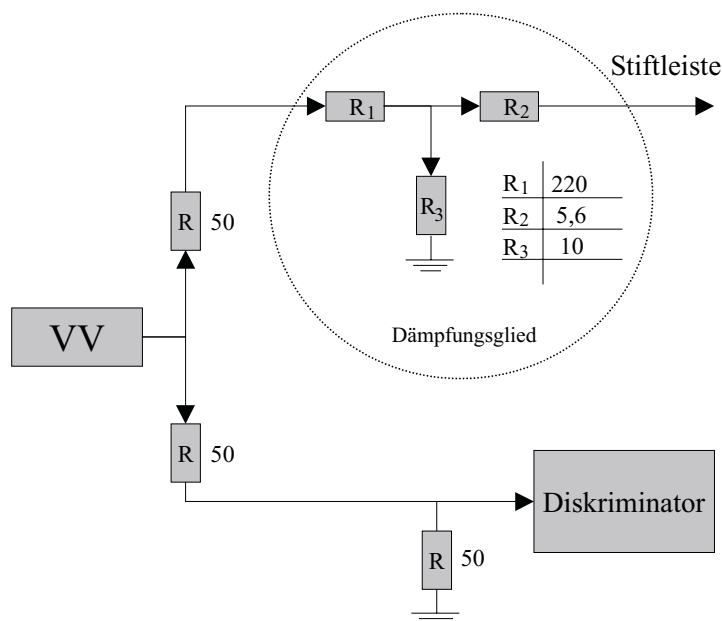 Stiftleiste
R1
R2
R 50
R3
R1 220
R2 5,6
R3 10
VV
Dämpfungsglied
R 50
Diskriminator
R 50